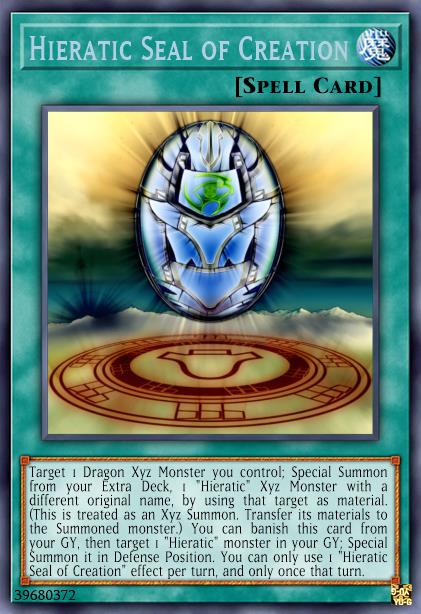 Hieratic Seal of Creation
[Spell Card]
Target 1 Dragon Xyz Monster you control; Special Summon
from your Extra Deck, 1 "Hieratic" Xyz Monster with a
different original name, by using that target as material.
(This is treated as an Xyz Summon. Transfer its materials to
the Summoned monster.) You can banish this card from
your GY, then target 1 "Hieratic" monster in your GY; Special
Summon it in Defense Position. You can only use 1 "Hieratic
Seal of Creation" effect per turn, and only once that turn.
39680372